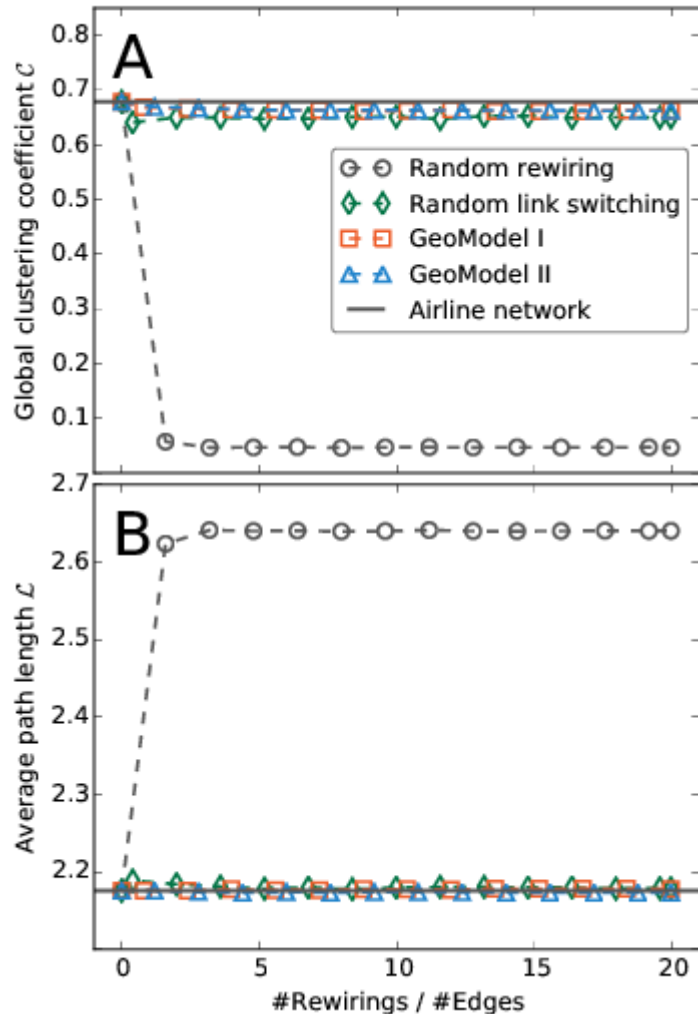 A
0.8
0.7
0.6
0.5
0.4
0.3
0.2
0.1
Global clustering coefficient C
Random rewiring
Random link switching
GeoModel I
GeoModel II
Airline network
B
2.7
2.6
2.5
2.4
2.3
2.2
Average path length L
0 5 10 15 20
#Rewirings / #Edges